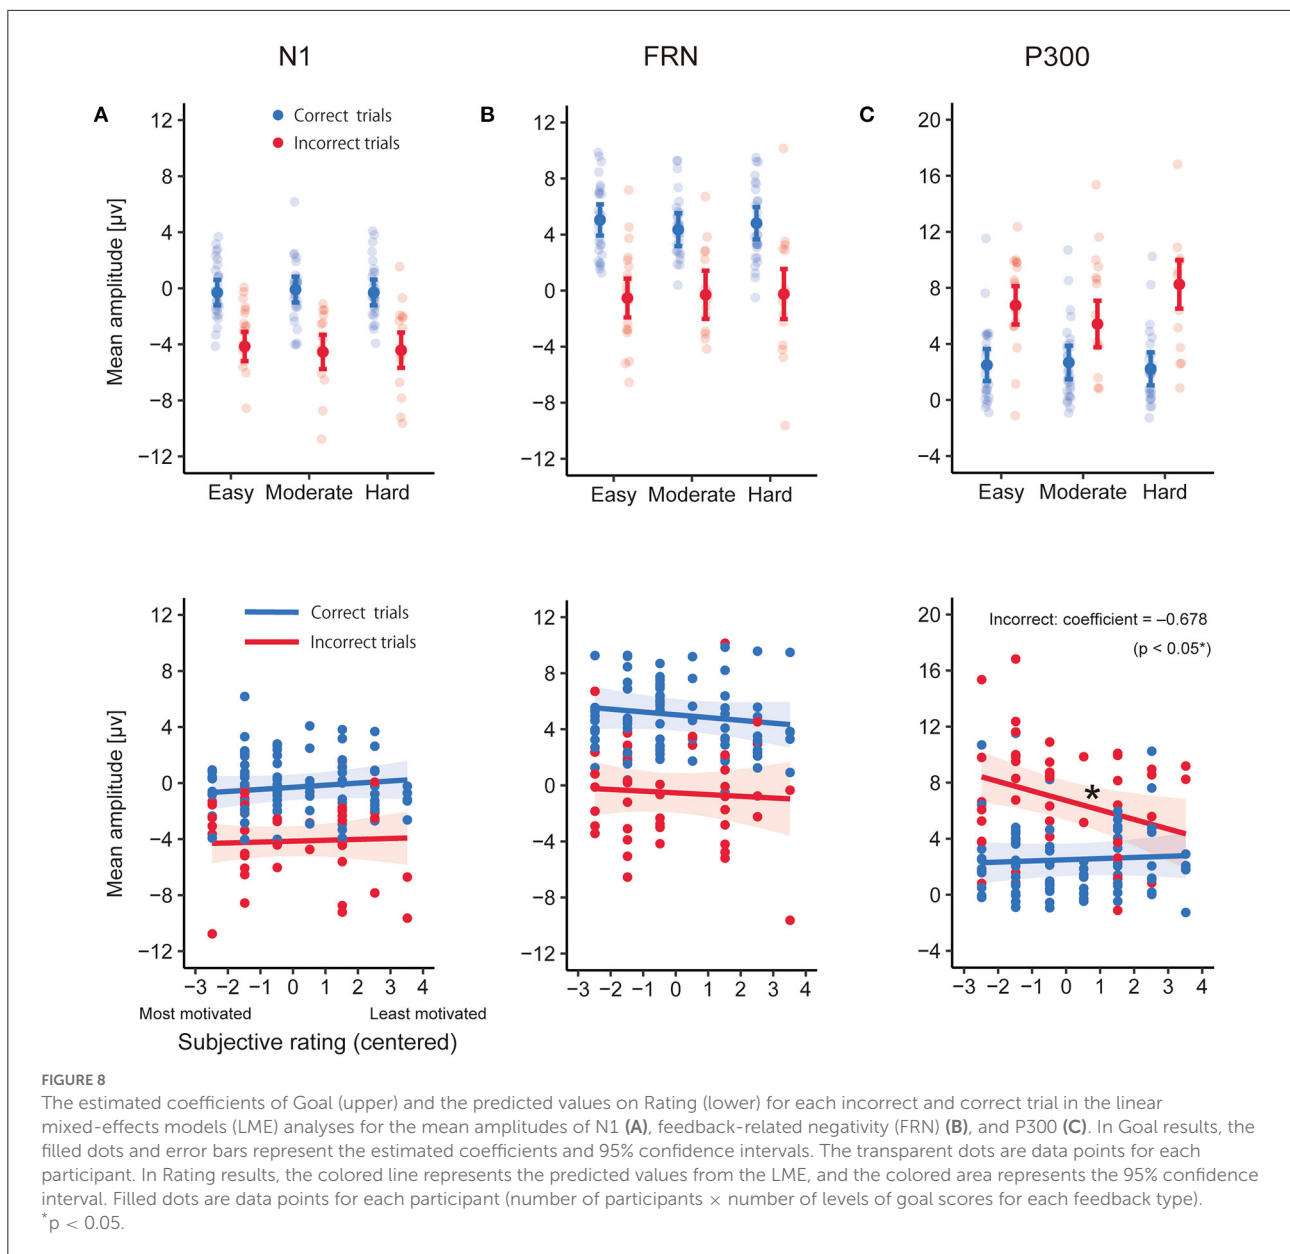 N1
FRN
P300
A
B
C
Correct trials
Incorrect trials
Mean amplitude [μv]
12
8
4
0
−4
−8
−12
Easy Moderate Hard
12
8
4
0
−4
−8
−12
Easy Moderate Hard
20
16
12
8
4
0
−4
Easy Moderate Hard
Correct trials
Incorrect trials
Mean amplitude [μv]
12
8
4
0
−4
−8
−12
−3 −2 −1 0 1 2 3 4
Most motivated Least motivated
Subjective rating (centered)
12
8
4
0
−4
−8
−12
−3 −2 −1 0 1 2 3 4
Incorrect: coefficient = −0.678
(p < 0.05*)
*
20
16
12
8
4
0
−4
−3 −2 −1 0 1 2 3 4
FIGURE 8
The estimated coefficients of Goal (upper) and the predicted values on Rating (lower) for each incorrect and correct trial in the linear
mixed-effects models (LME) analyses for the mean amplitudes of N1 (A), feedback-related negativity (FRN) (B), and P300 (C). In Goal results, the
filled dots and error bars represent the estimated coefficients and 95% confidence intervals. The transparent dots are data points for each
participant. In Rating results, the colored line represents the predicted values from the LME, and the colored area represents the 95% confidence
interval. Filled dots are data points for each participant (number of participants × number of levels of goal scores for each feedback type).
*p < 0.05.